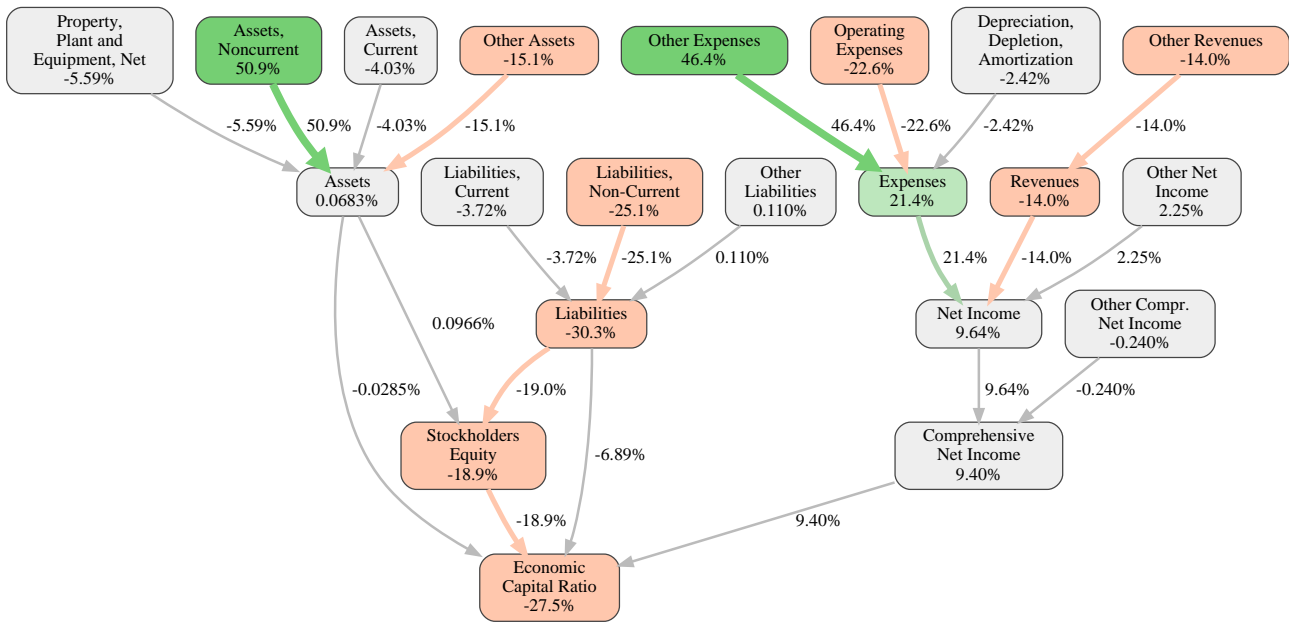 Property,
Plant and
Equipment, Net
-5.59%
Assets,
Noncurrent
50.9%
Assets,
Current
-4.03%
Other Assets
-15.1%
Other Expenses
46.4%
Operating
Expenses
-22.6%
Depreciation,
Depletion,
Amortization
-2.42%
Other Revenues
-14.0%
-5.59%
50.9%
-4.03%
-15.1%
46.4%
-22.6%
-2.42%
-14.0%
Assets
0.0683%
Liabilities,
Current
-3.72%
Liabilities,
Non-Current
-25.1%
Other
Liabilities
0.110%
Expenses
21.4%
Revenues
-14.0%
Other Net
Income
2.25%
-3.72%
-25.1%
0.110%
21.4%
-14.0%
2.25%
0.0966%
Liabilities
-30.3%
Net Income
9.64%
Other Compr.
Net Income
-0.240%
-0.0285%
-19.0%
9.64%
-0.240%
Stockholders
Equity
-18.9%
-6.89%
Comprehensive
Net Income
9.40%
-18.9%
9.40%
Economic
Capital Ratio
-27.5%